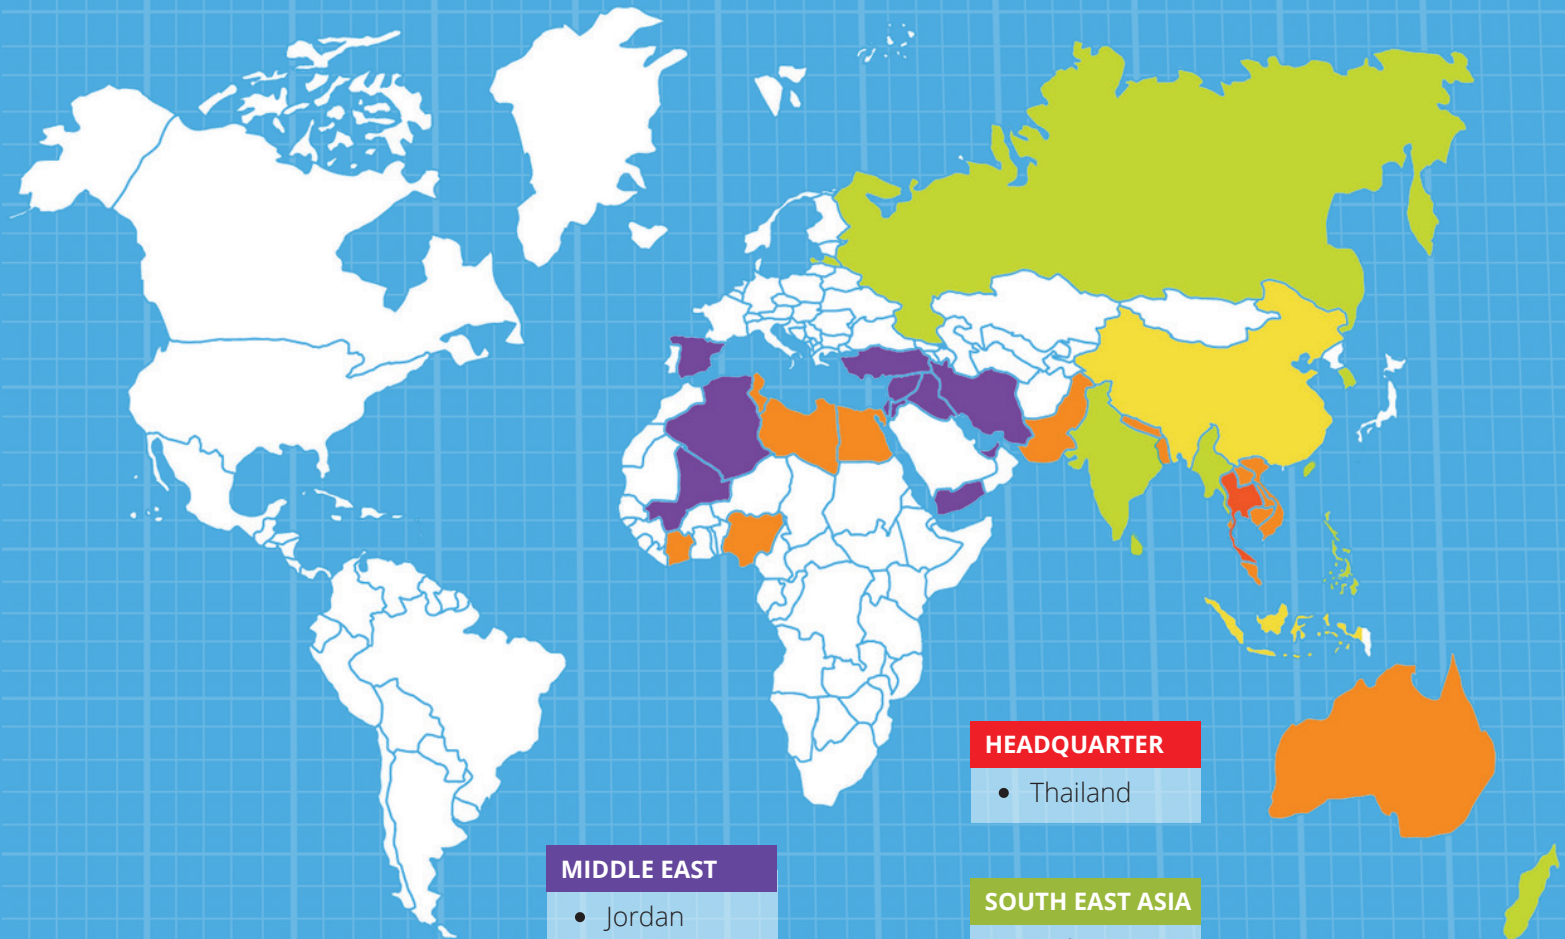 HEADQUARTER
• Thailand
MIDDLE EAST
• Jordan
SOUTH EAST ASIA